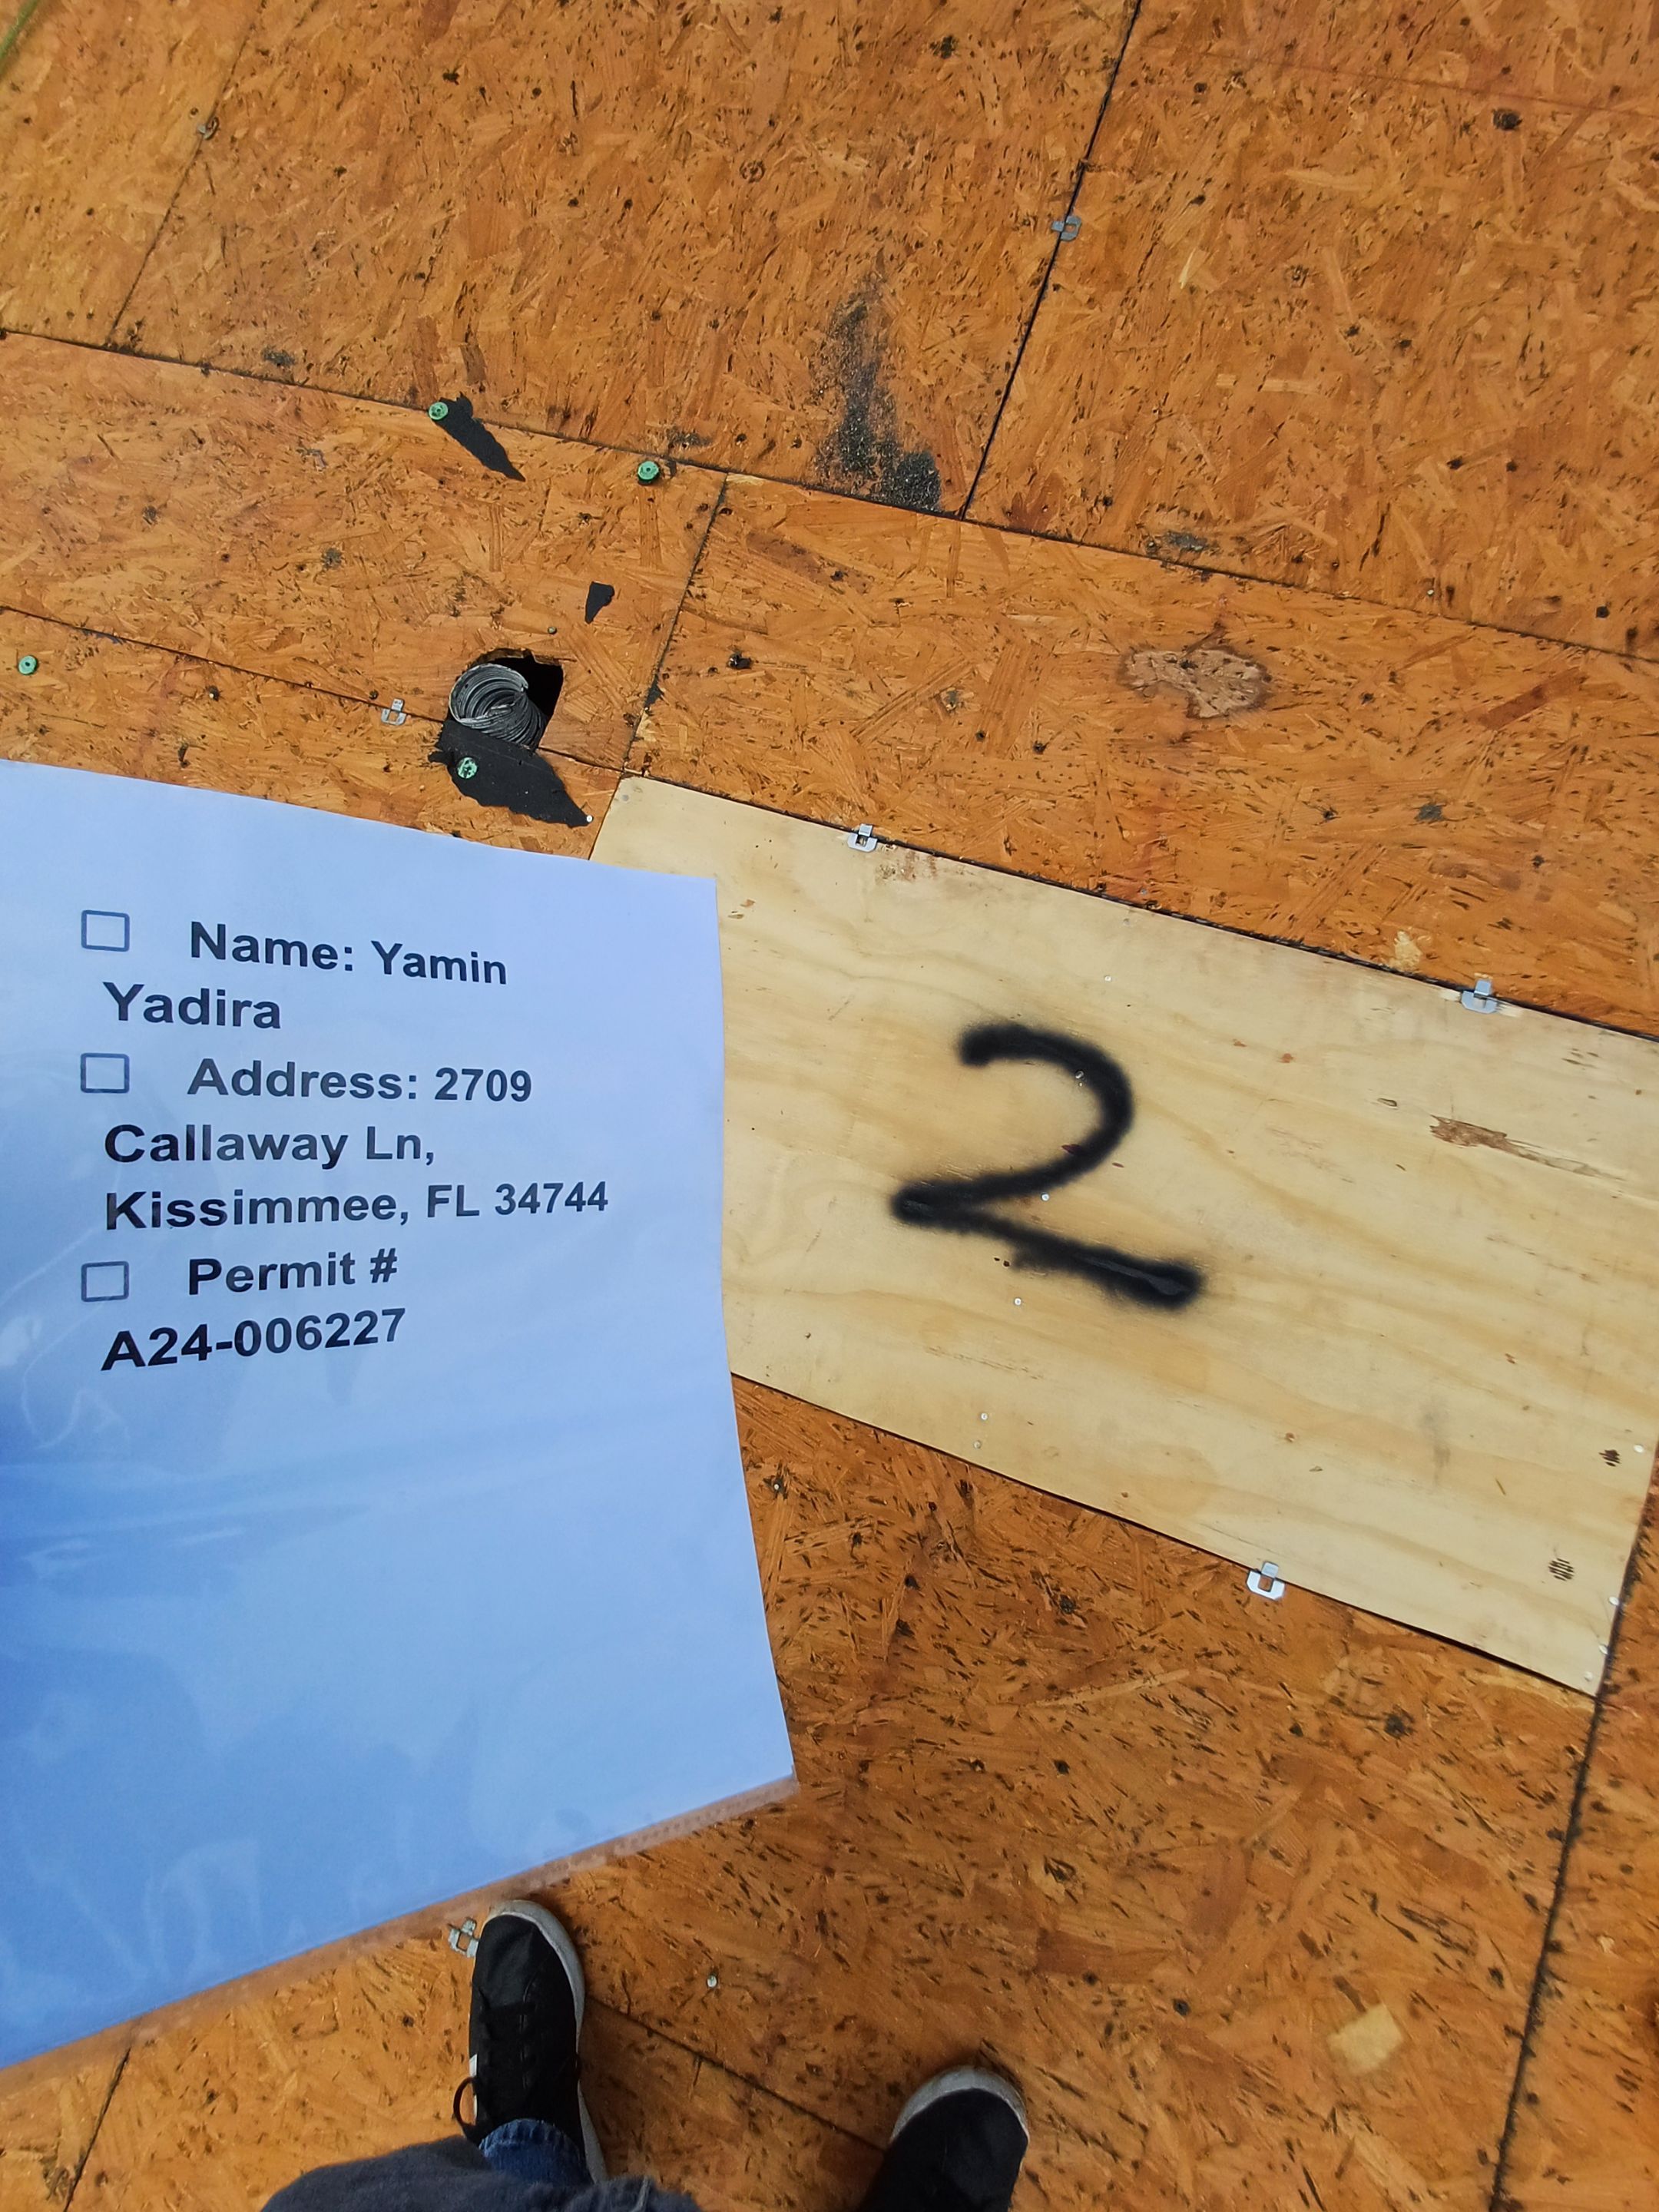 ☐ Name: Yamin
Yadira
☐ Address: 2709
Callaway Ln,
Kissimmee, FL 34744
☐ Permit #
A24-006227
2